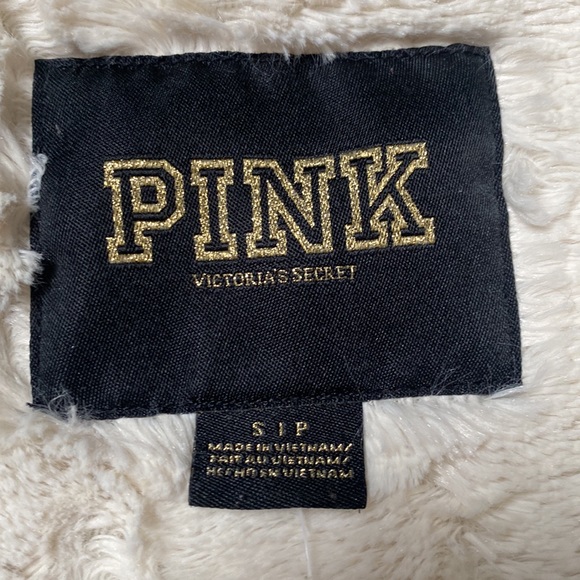 PINK
VICTORIA'S SECRET
S | P
MADE IN VIETNAM/
FAIT AU VIETNAM/
HECHO EN VIETNAM